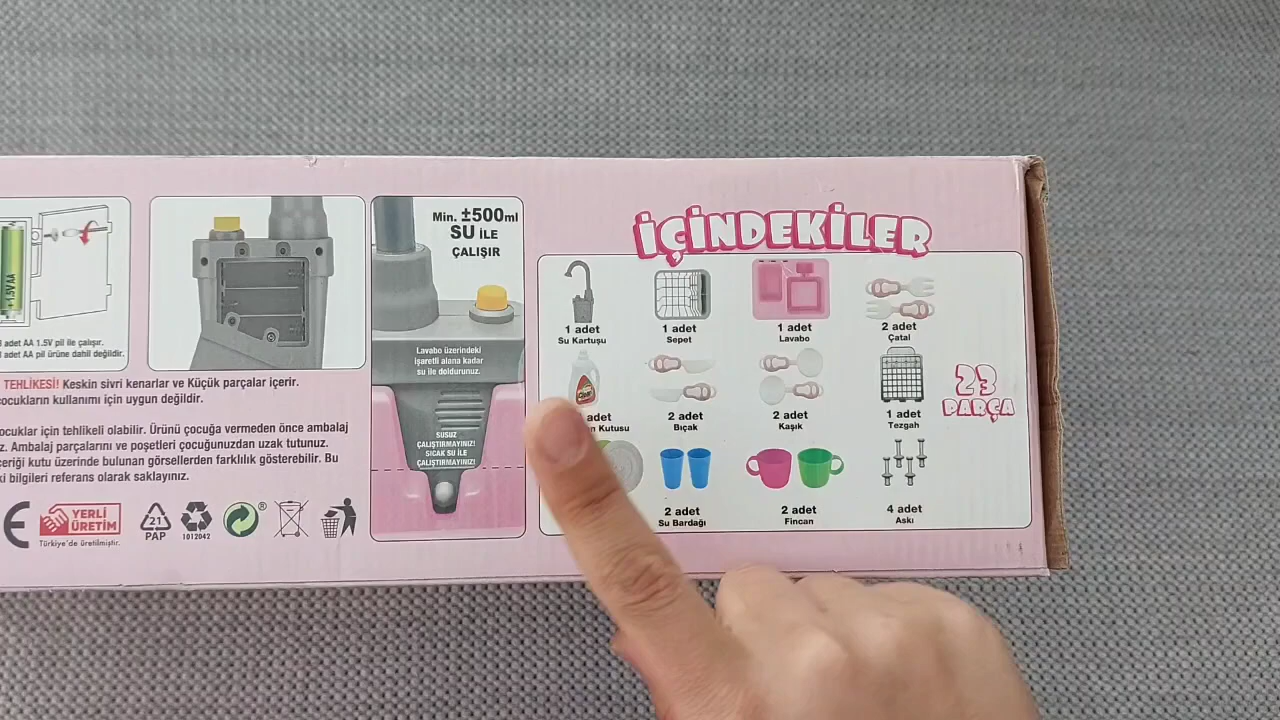 + 1.5V AA
adet AA 1.5V pil ile çalışır.
adet AA pil ürüne dahil değildir.
Min. ±500ml
SU İLE
ÇALIŞIR
Lavabo üzerindeki
işaretli alana kadar
su ile doldurunuz.
SUSUZ
ÇALIŞTIRMAYINIZ!
SICAK SU İLE
ÇALIŞTIRMAYINIZ!
TEHLİKESİ! Keskin sivri kenarlar ve Küçük parçalar içerir.
çocukların kullanımı için uygun değildir.
çocuklar için tehlikeli olabilir. Ürünü çocuğa vermeden önce ambalaj
Ambalaj parçalarını ve poşetleri çocuğunuzdan uzak tutunuz.
kutu üzerinde bulunan görsellerden farklılık gösterebilir. Bu
bilgileri referans olarak saklayınız.
CE
YERLİ
ÜRETİM
Türkiye'de üretilmiştir.
21
PAP
1012042
®
İÇİNDEKİLER
1 adet
Su Kartuşu
1 adet
Sepet
1 adet
Lavabo
2 adet
Çatal
adet
Kutusu
2 adet
Bıçak
2 adet
Kaşık
1 adet
Tezgah
2 adet
Su Bardağı
2 adet
Fincan
4 adet
Askı
23
PARÇA